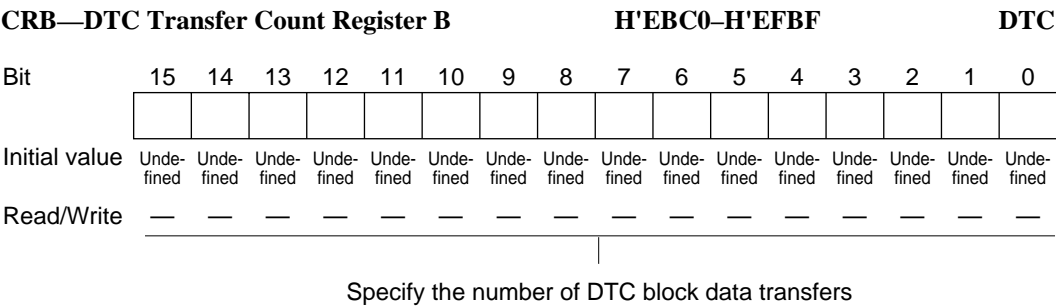 CRB—DTC Transfer Count Register B H'EBC0–H'EFBF DTC
Bit 15 14 13 12 11 10 9 8 7 6 5 4 3 2 1 0
Initial value Unde- Unde- Unde- Unde- Unde- Unde- Unde- Unde- Unde- Unde- Unde- Unde- Unde- Unde- Unde- Unde-
fined fined fined fined fined fined fined fined fined fined fined fined fined fined fined fined
Read/Write — — — — — — — — — — — — — — — —
Specify the number of DTC block data transfers